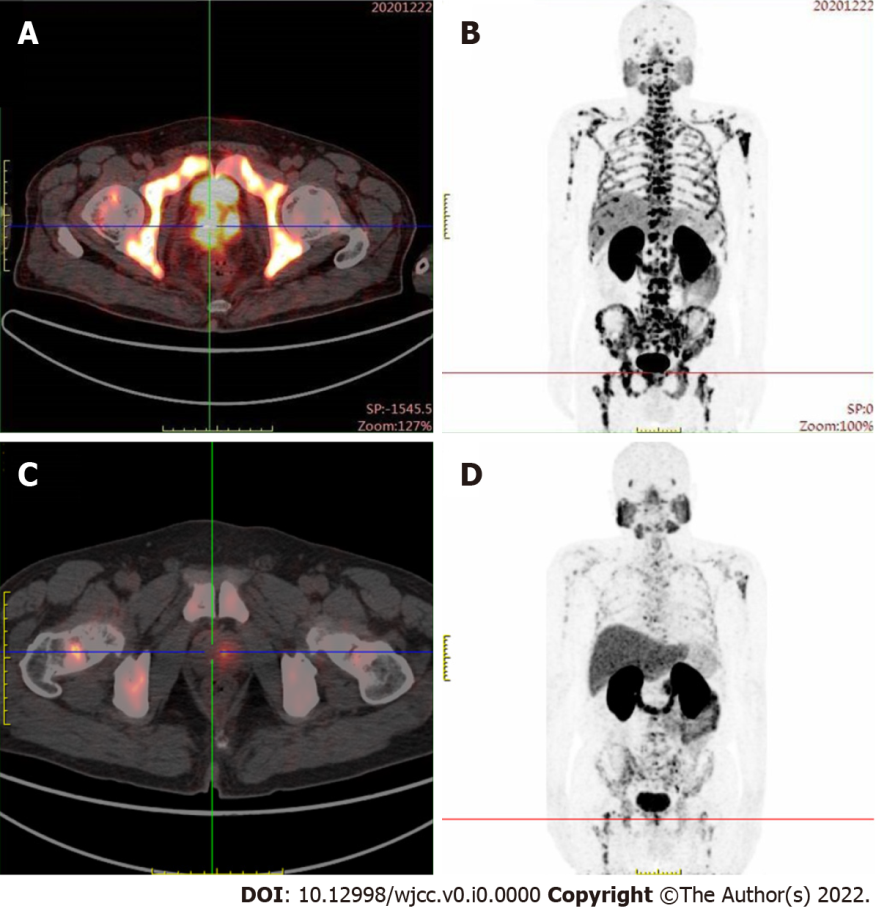 A
20201222
B
20201222
SP:-1545.5
Zoom:127%
SP:0
Zoom:100%
C
D
DOI: 10.12998/wjcc.v0.i0.0000 Copyright ©The Author(s) 2022.